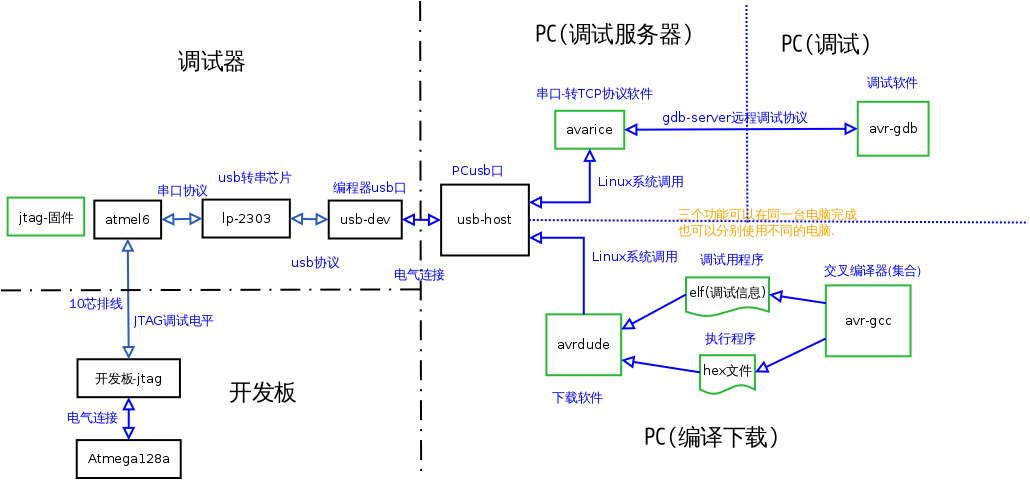 调试器
PC(调试服务器)
PC(调试)
串口-转TCP协议软件
avarice
gdb-server远程调试协议
调试软件
avr-gdb
Linux系统调用
PCusb口
usb-host
编程器usb口
usb-dev
usb转串芯片
lp-2303
usb协议
串口协议
atmel6
jtag-固件
电气连接
三个功能可以在同一台电脑完成
也可以分别使用不同的电脑.
10芯排线
JTAG调试电平
开发板-jtag
电气连接
Atmega128a
开发板
Linux系统调用
调试用程序
elf(调试信息)
交叉编译器(集合)
avr-gcc
avrdude
下载软件
执行程序
hex文件
PC(编译下载)